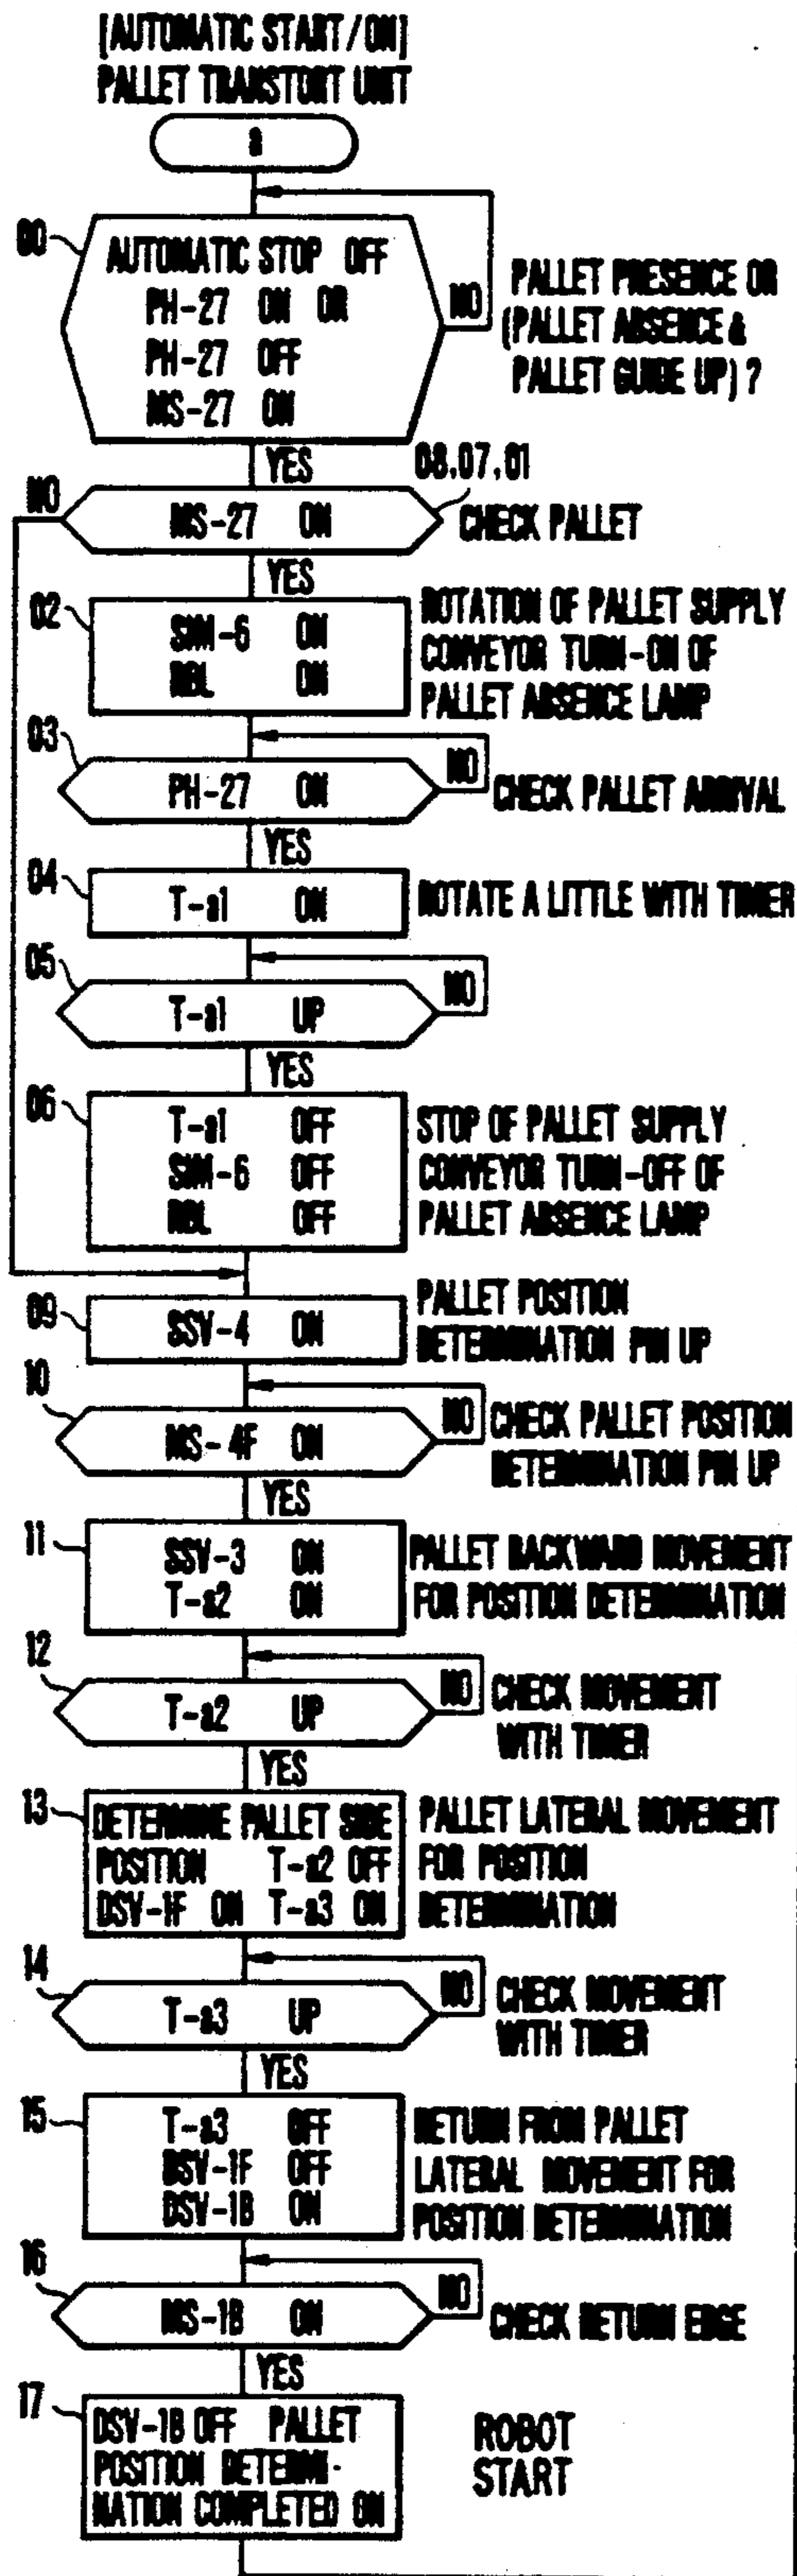 [AUTOMATIC START/ON]
PALLET TRANSTORT UNIT
a
00
AUTOMATIC STOP OFF
PH-27 ON OR
PH-27 OFF
MS-27 ON
NO
PALLET PRESENCE OR
(PALLET ABSENCE &
PALLET GUIDE UP) ?
YES
08,07,01
NO
MS-27 ON
CHECK PALLET
YES
02
SIM-6 ON
RBL ON
ROTATION OF PALLET SUPPLY
CONVEYOR TURN-ON OF
PALLET ABSENCE LAMP
03
PH-27 ON
NO
CHECK PALLET ARRIVAL
YES
04
T-a1 ON
ROTATE A LITTLE WITH TIMER
05
T-a1 UP
NO
YES
06
T-a1 OFF
SIM-6 OFF
RBL OFF
STOP OF PALLET SUPPLY
CONVEYOR TURN-OFF OF
PALLET ABSENCE LAMP
09
SSV-4 ON
PALLET POSITION
DETERMINATION PIN UP
10
MS-4F ON
NO
CHECK PALLET POSITION
DETERMINATION PIN UP
YES
11
SSV-3 ON
T-a2 ON
PALLET BACKWARD MOVEMENT
FOR POSITION DETERMINATION
12
T-a2 UP
NO
CHECK MOVEMENT
WITH TIMER
YES
13
DETERMINE PALLET SIDE
POSITION T-a2 OFF
DSV-1F ON T-a3 ON
PALLET LATERAL MOVEMENT
FOR POSITION
DETERMINATION
14
T-a3 UP
NO
CHECK MOVEMENT
WITH TIMER
YES
15
T-a3 OFF
DSV-1F OFF
DSV-1B ON
RETURN FROM PALLET
LATERAL MOVEMENT FOR
POSITION DETERMINATION
16
MS-1B ON
NO
CHECK RETURN EDGE
YES
17
DSV-1B OFF PALLET
POSITION DETERMI-
NATION COMPLETED ON
ROBOT
START